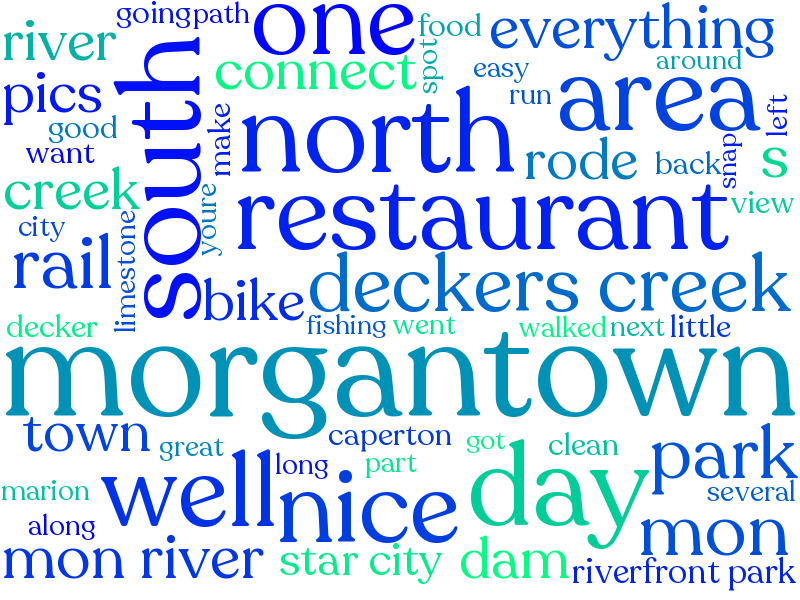 going path one food everything
river spot easy around
connect run
pics south area left
good make north snap
want rode back s
creek youre restaurant view
city limestone
rail deckers creek
bike
decker fishing went walked next little
morgantown
town caperton got clean
great park
long part day
marion well nice several
along mon
mon river star city dam riverfront park